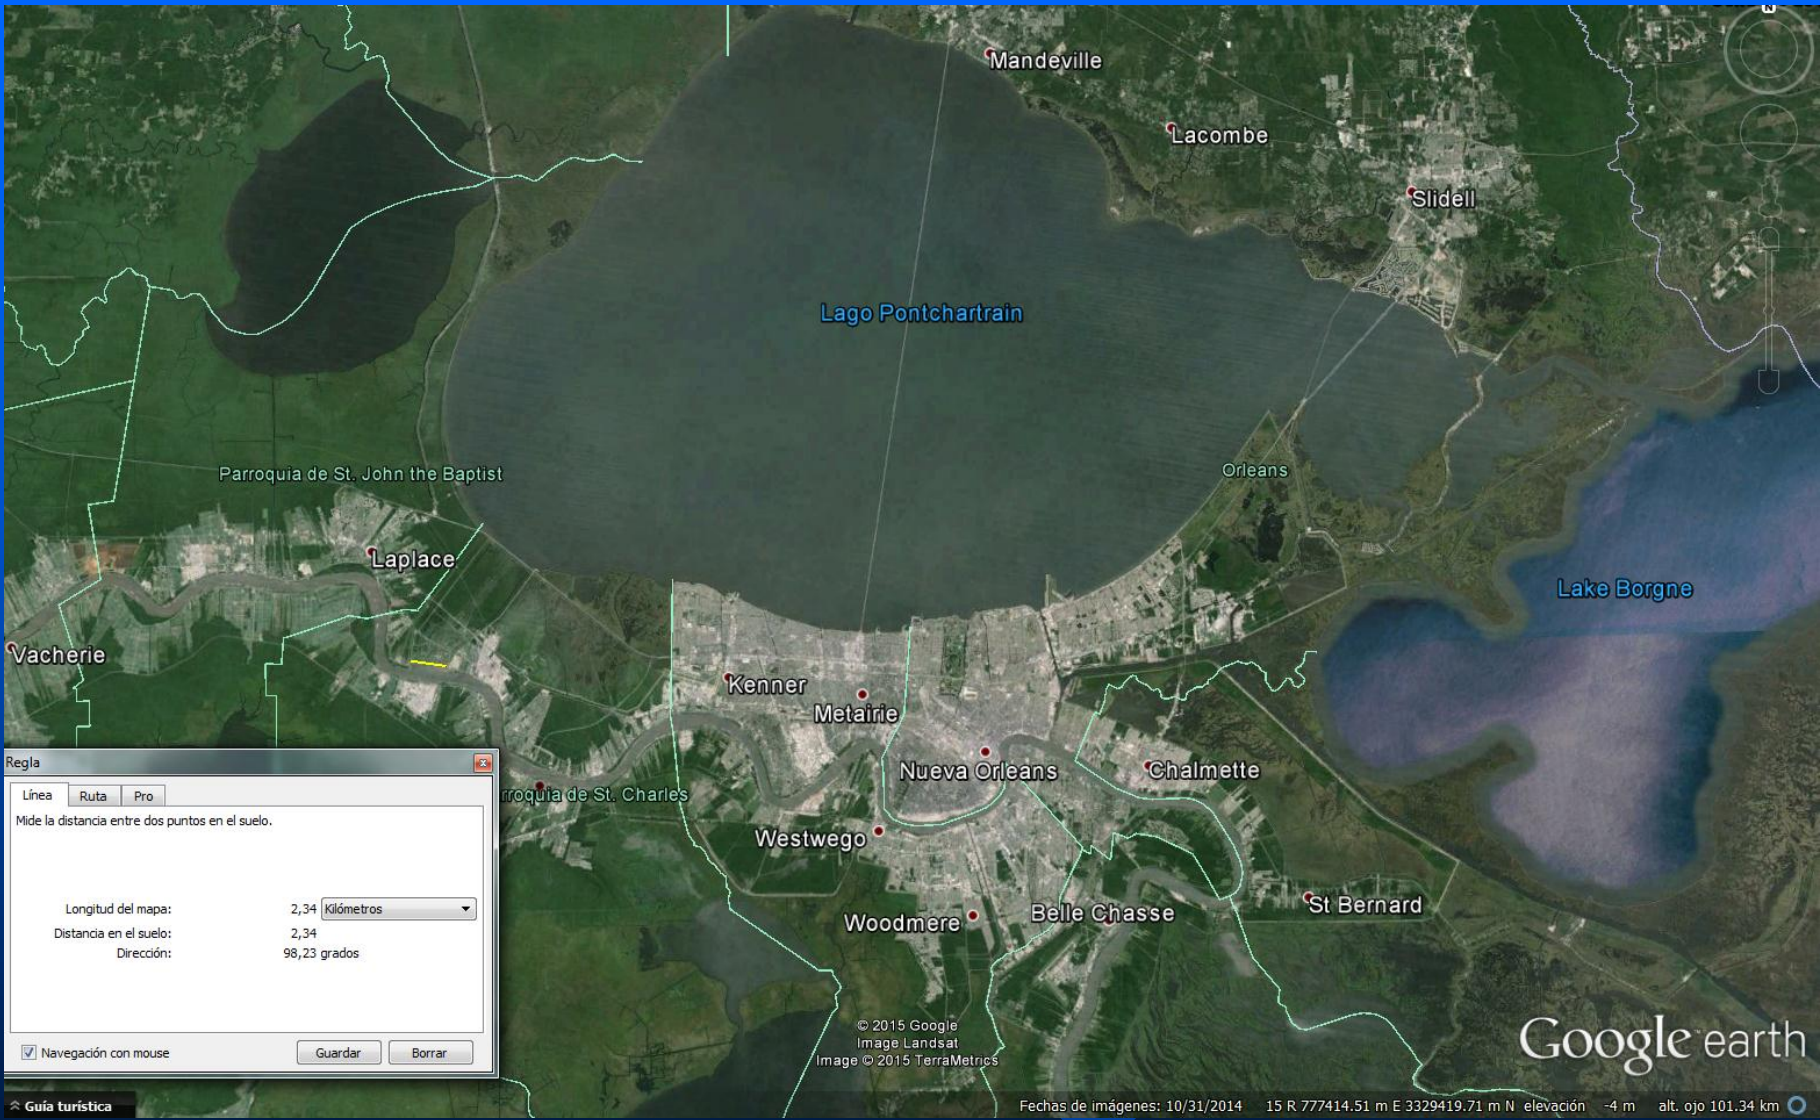 N
Mandeville
Lacombe
Slidell
Lago Pontchartrain
Parroquia de St. John the Baptist
Orleans
Laplace
Lake Borgne
Vacherie
Kenner
Metairie
Nueva Orleans
Chalmette
rroquia de St. Charles
Westwego
Woodmere
Belle Chasse
St Bernard
Regla
Línea Ruta Pro
Mide la distancia entre dos puntos en el suelo.
Longitud del mapa: 2,34 Kilómetros
Distancia en el suelo: 2,34
Dirección: 98,23 grados
Navegación con mouse Guardar Borrar
© 2015 Google
Image Landsat
Image © 2015 TerraMetrics
Google earth
Guía turística
Fechas de imágenes: 10/31/2014 15 R 777414.51 m E 3329419.71 m N elevación -4 m alt. ojo 101.34 km